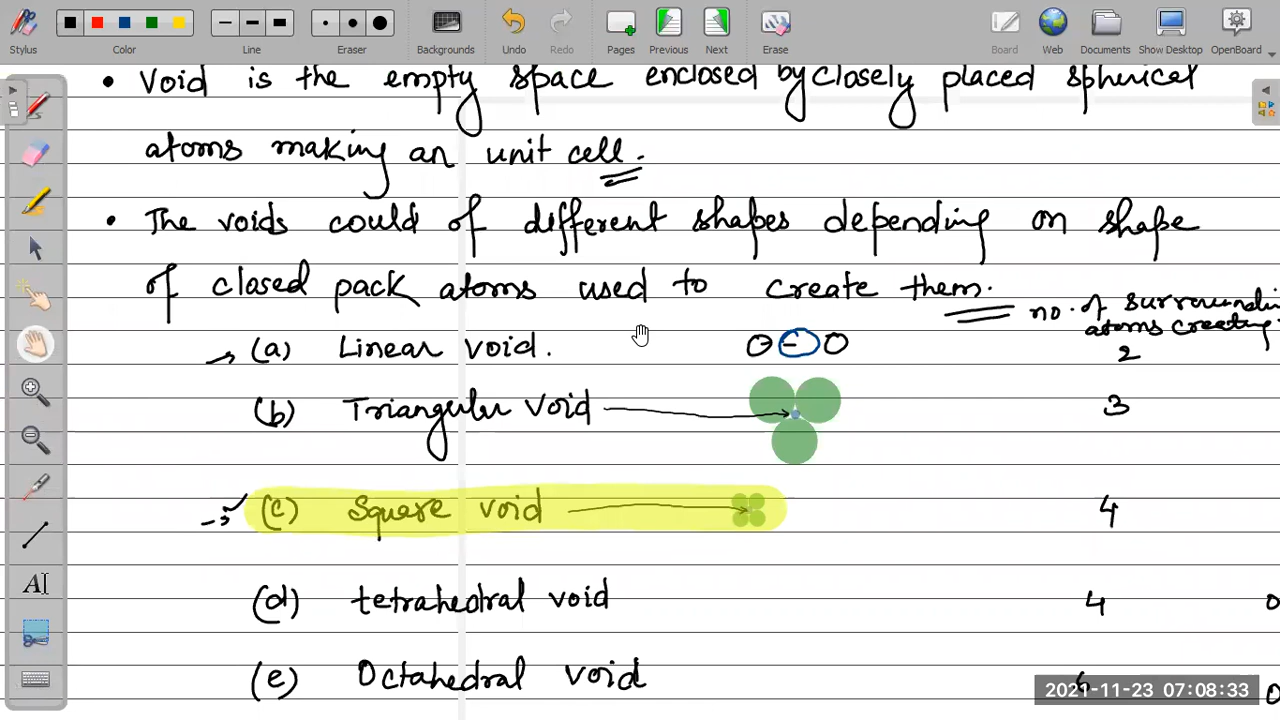 Stylus Color Line Eraser Backgrounds Undo Redo Pages Previous Next Erase Board Web Documents Show Desktop OpenBoard
• Void is the empty space enclosed by closely placed spherical
atoms making an unit cell.
• The voids could of different shapes depending on shape
of closed pack atoms used to create them.
no. of surroundin
atoms creating
(a) Linear void. 2
(b) Triangular void 3
(c) Square void 4
(d) tetrahedral void 4
(e) Octahedral void 6
2021-11-23 07:08:33